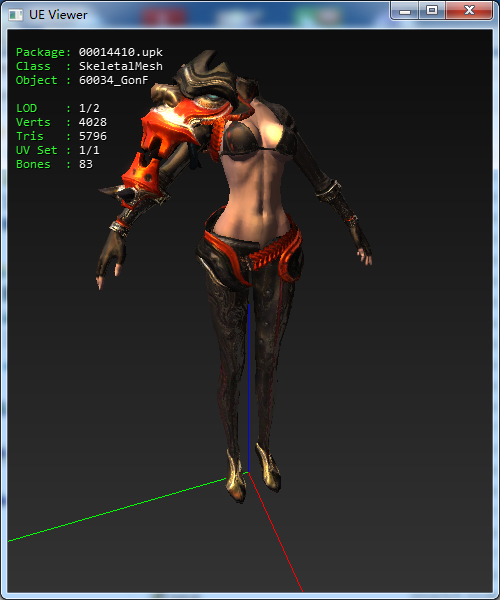 UE Viewer
Package: 00014410.upk
Class : SkeletalMesh
Object : 60034_GonF
LOD : 1/2
Verts : 4028
Tris : 5796
UV Set : 1/1
Bones : 83